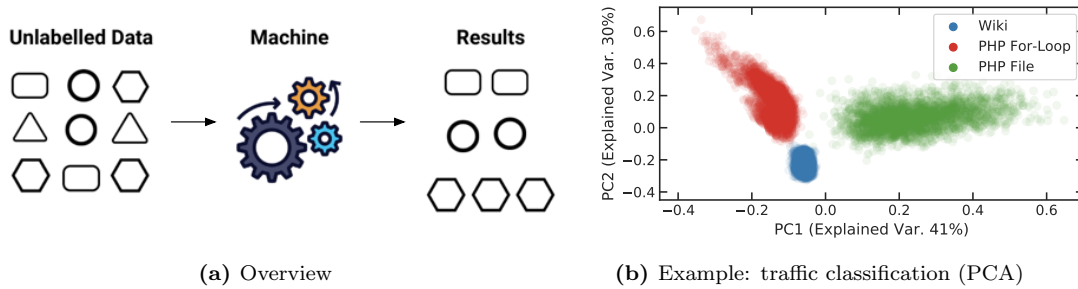 Unlabelled Data
Machine
Results
PC2 (Explained Var. 30%)
0.6
0.4
0.2
0.0
−0.2
−0.4
Wiki
PHP For-Loop
PHP File
−0.4 −0.2 0.0 0.2 0.4 0.6
PC1 (Explained Var. 41%)
(a) Overview
(b) Example: traffic classification (PCA)